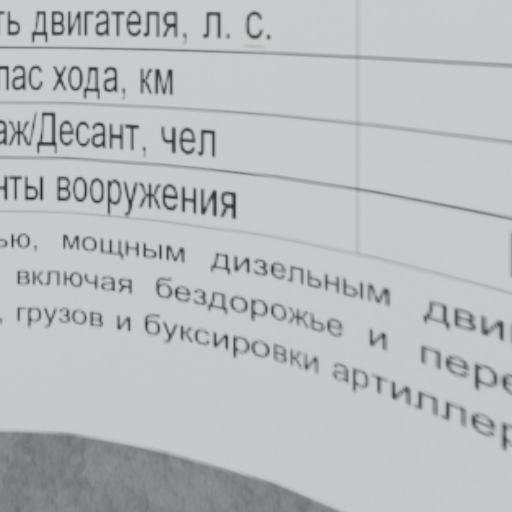 ть двигателя, л. с.
пас хода, км
аж/Десант, чел
нты вооружения
ью, мощным дизельным дви
включая бездорожье и пере
, грузов и буксировки артиллер